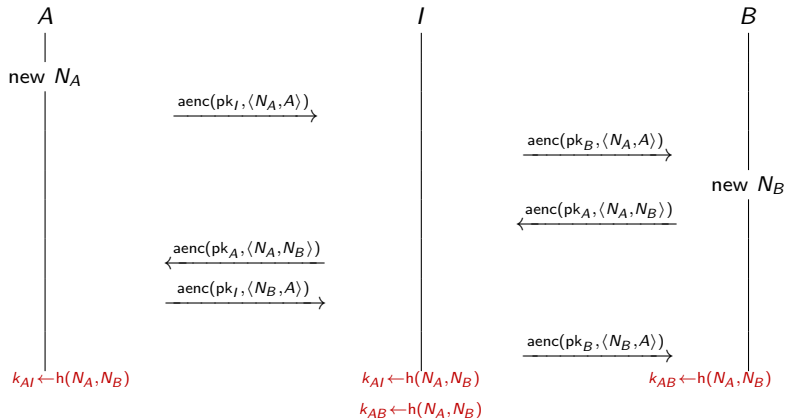 A I B
new N_A
aenc(pk_I, ⟨N_A, A⟩)
aenc(pk_B, ⟨N_A, A⟩)
new N_B
aenc(pk_A, ⟨N_A, N_B⟩)
aenc(pk_A, ⟨N_A, N_B⟩)
aenc(pk_I, ⟨N_B, A⟩)
aenc(pk_B, ⟨N_B, A⟩)
k_AI ← h(N_A, N_B) k_AI ← h(N_A, N_B) k_AB ← h(N_A, N_B)
k_AB ← h(N_A, N_B)